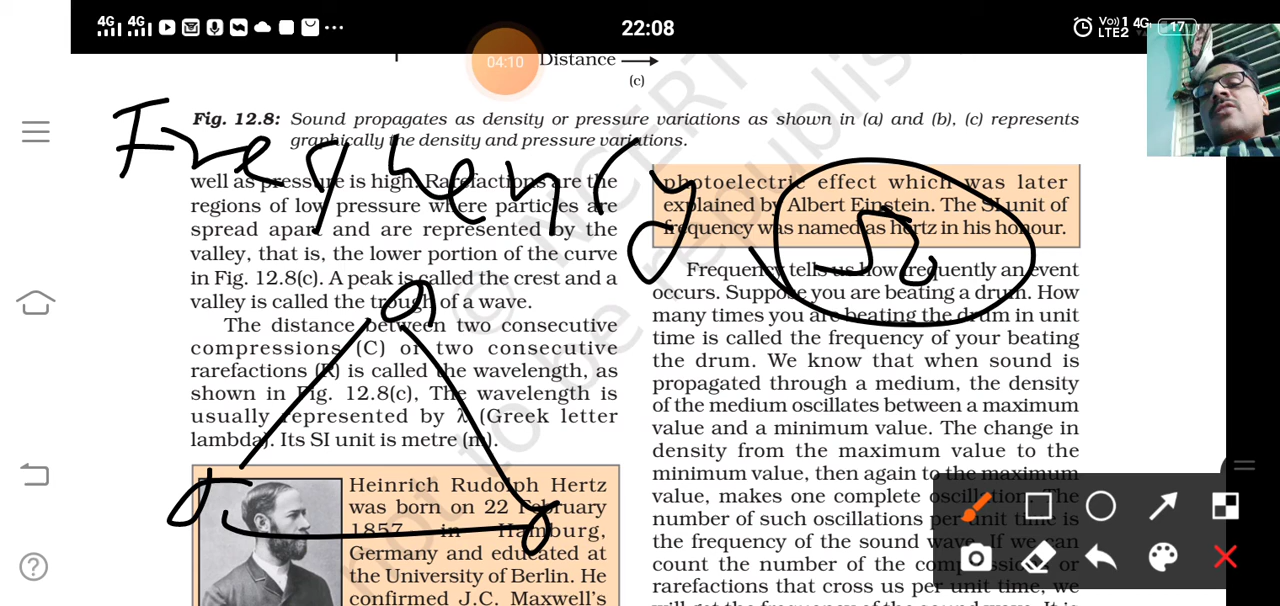 4G 4G 22:08 Vo)) 1 4G LTE2 17
04:10 Distance
(c)
Fig. 12.8: Sound propagates as density or pressure variations as shown in (a) and (b), (c) represents
graphically the density and pressure variations.
well as pressure is high. Rarefactions are the
regions of low pressure where particles are
spread apart and are represented by the
valley, that is, the lower portion of the curve
in Fig. 12.8(c). A peak is called the crest and a
valley is called the trough of a wave.
The distance between two consecutive
compressions (C) or two consecutive
rarefactions (R) is called the wavelength, as
shown in Fig. 12.8(c), The wavelength is
usually represented by λ (Greek letter
lambda). Its SI unit is metre (m).
Heinrich Rudolph Hertz
was born on 22 February
1857 in Hamburg,
Germany and educated at
the University of Berlin. He
confirmed J.C. Maxwell's
photoelectric effect which was later
explained by Albert Einstein. The SI unit of
frequency was named as hertz in his honour.
Frequency tells us how frequently an event
occurs. Suppose you are beating a drum. How
many times you are beating the drum in unit
time is called the frequency of your beating
the drum. We know that when sound is
propagated through a medium, the density
of the medium oscillates between a maximum
value and a minimum value. The change in
density from the maximum value to the
minimum value, then again to the maximum
value, makes one complete oscillation. The
number of such oscillations per unit time is
the frequency of the sound wave. If we can
count the number of the compressions or
rarefactions that cross us per unit time, we
© NCERT
not to be republis